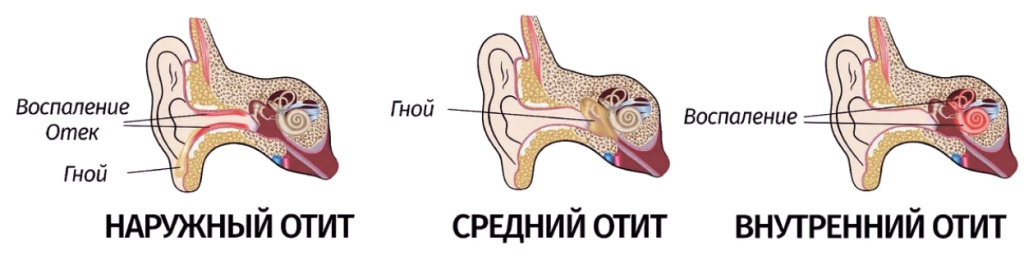 Воспаление
Отек
Гной
НАРУЖНЫЙ ОТИТ
Гной
СРЕДНИЙ ОТИТ
Воспаление
ВНУТРЕННИЙ ОТИТ